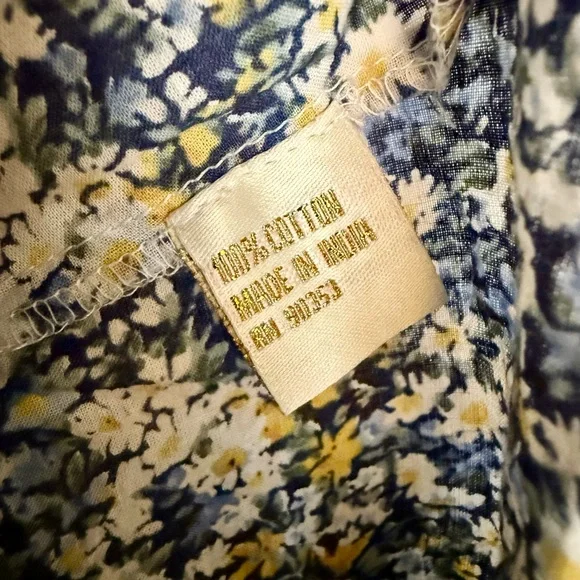 100% COTTON
MADE IN INDIA
RN 90353